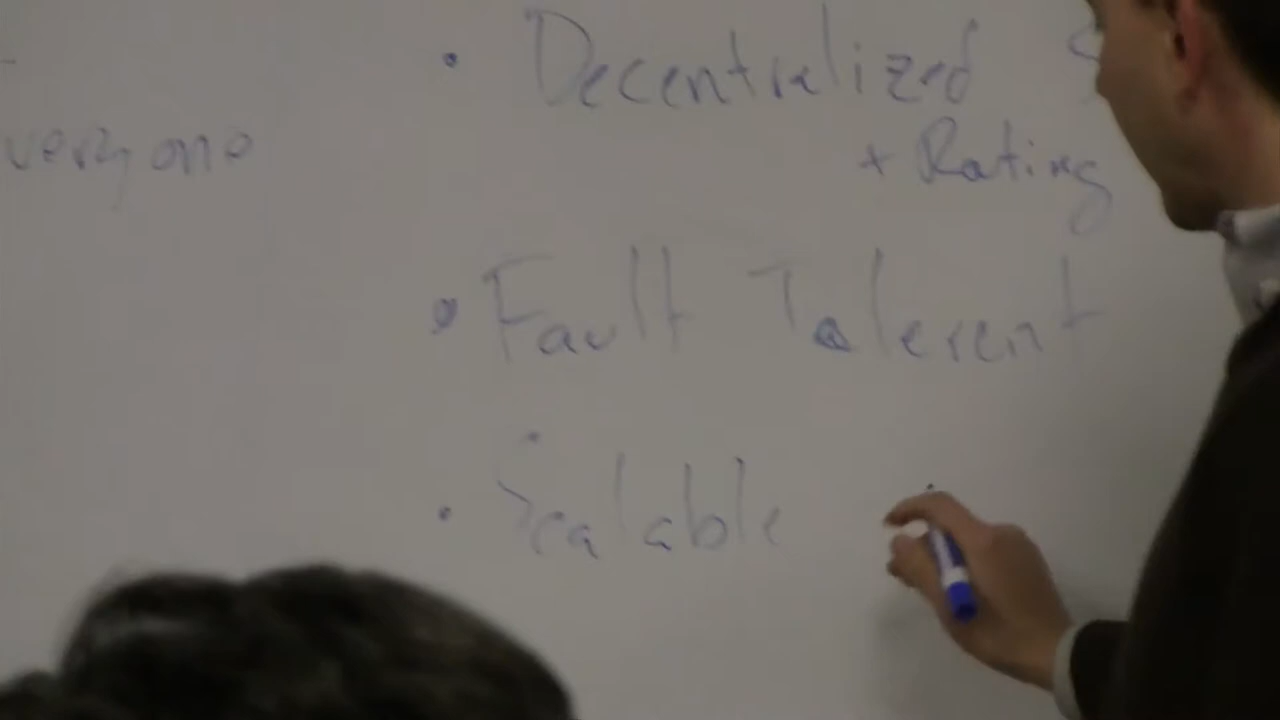 • Decentralized
everyone
+ Rating
• Fault Tolerent
• Scalable